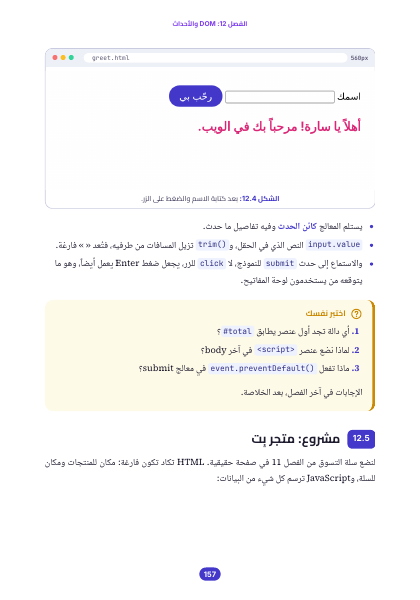 الفصل 12: DOM والأحداث
greet.html
560px
اسمك
رحّب بي
أهلاً يا سارة! مرحباً بك في الويب.
الشكل 12.4: بعد كتابة الاسم والضغط على الزر.
• يستلم المعالج كائن الحدث وفيه تفاصيل ما حدث.
• input.value النص الذي في الحقل، و trim() تزيل المسافات من طرفيه، فتُعد « » فارغة.
• والاستماع إلى حدث submit للنموذج، لا click للزر، يجعل ضغط Enter يعمل أيضاً، وهو ما
يتوقعه من يستخدمون لوحة المفاتيح.
اختبر نفسك
1. أي دالة تجد أول عنصر يطابق #total؟
2. لماذا نضع عنصر <script> في آخر body؟
3. ماذا تفعل event.preventDefault() في معالج submit؟
الإجابات في آخر الفصل، بعد الخلاصة.
12.5 مشروع: متجر بِت
لنضع سلة التسوق من الفصل 11 في صفحة حقيقية. HTML تكاد تكون فارغة: مكان للمنتجات ومكان
للسلة، وJavaScript ترسم كل شيء من البيانات:
157